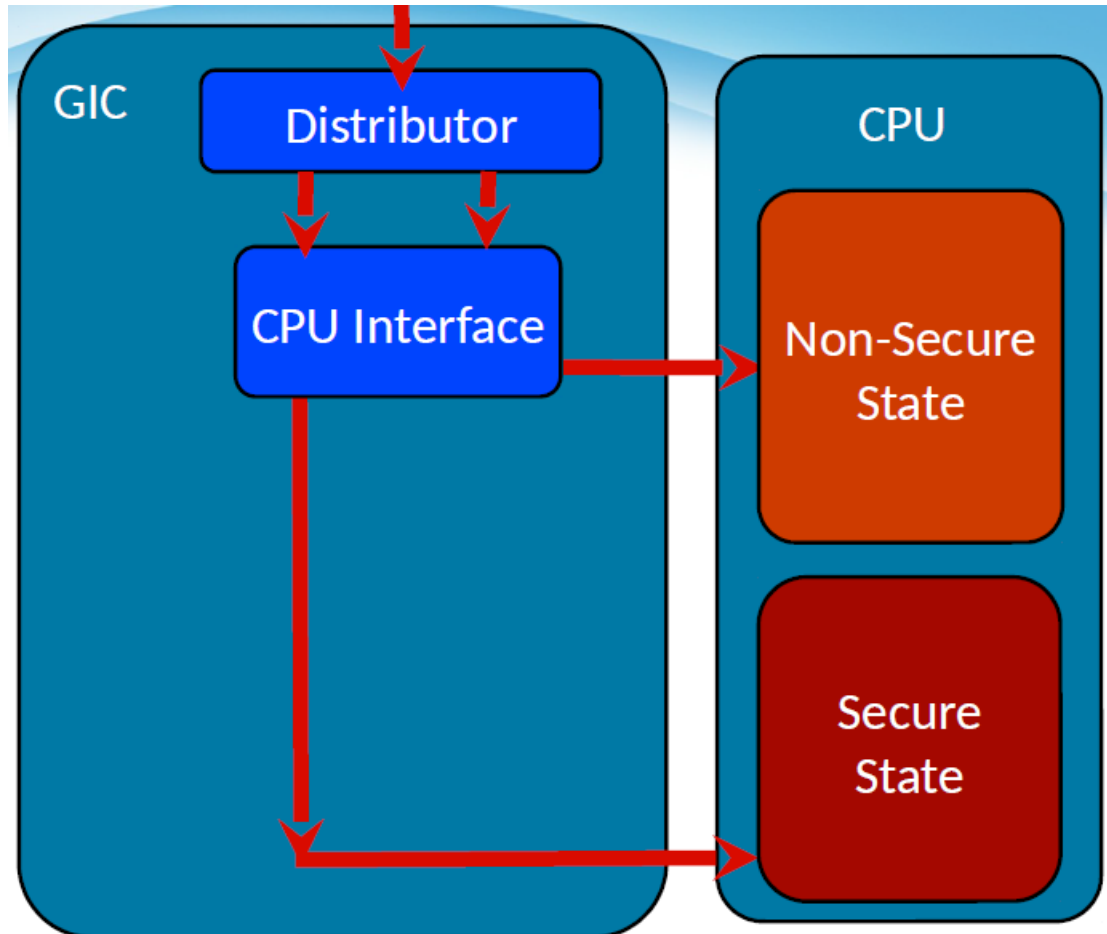 GIC
Distributor
CPU Interface
CPU
Non-Secure
State
Secure
State